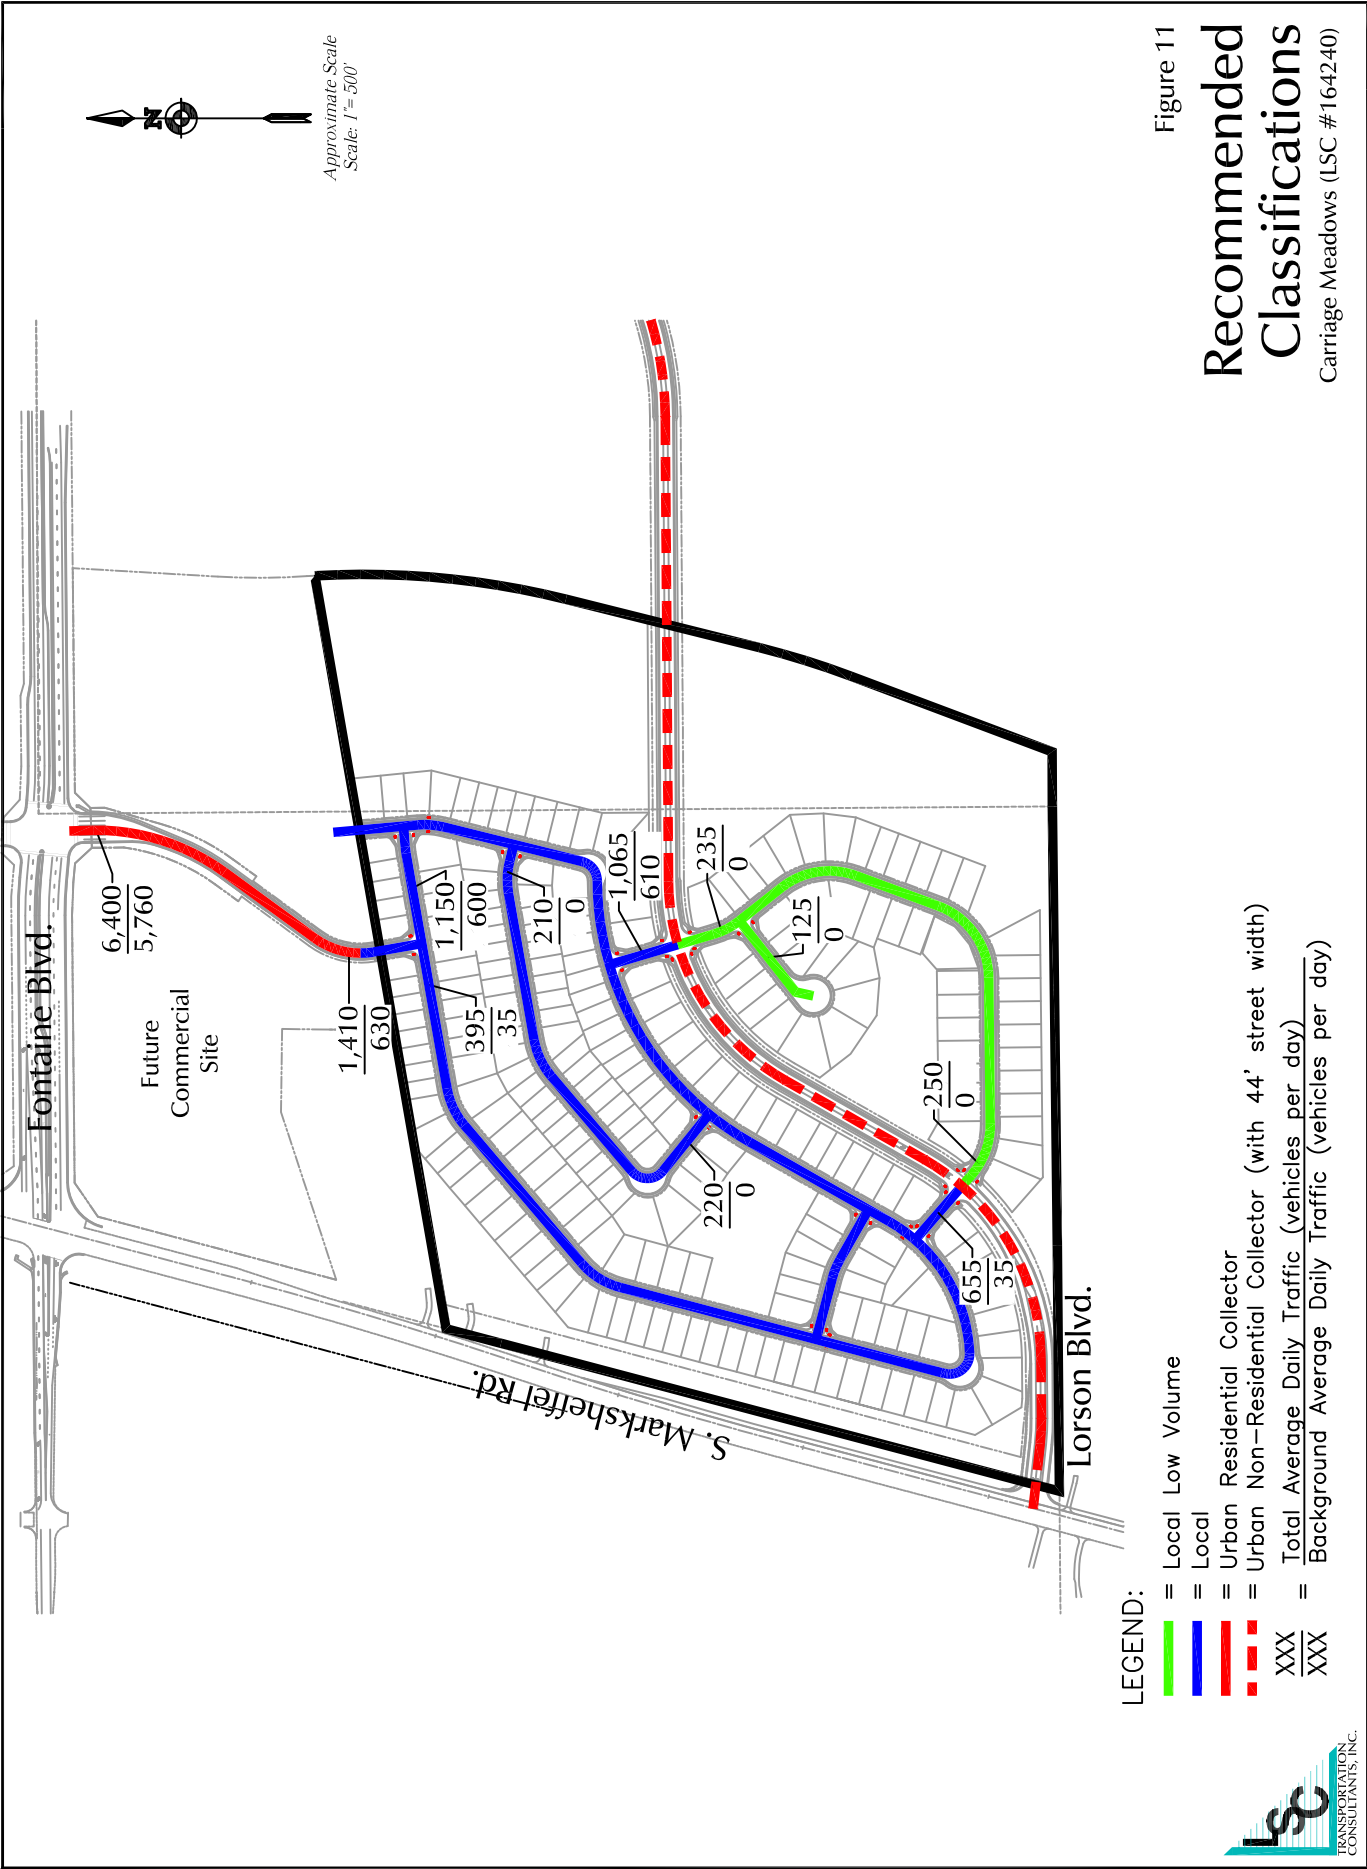 Fontaine Blvd.
N
Approximate Scale
Scale: 1"= 500'
6,400
5,760
Future
Commercial
Site
1,410
630
1,150
600
395
35
210
0
1,065
610
235
0
125
0
220
0
250
0
655
35
S. Marksheffel Rd.
Lorson Blvd.
LEGEND:
= Local Low Volume
= Local
= Urban Residential Collector
= Urban Non-Residential Collector (with 44' street width)
XXX = Total Average Daily Traffic (vehicles per day)
XXX Background Average Daily Traffic (vehicles per day)
Figure 11
Recommended
Classifications
Carriage Meadows (LSC #164240)
LSC
TRANSPORTATION
CONSULTANTS, INC.